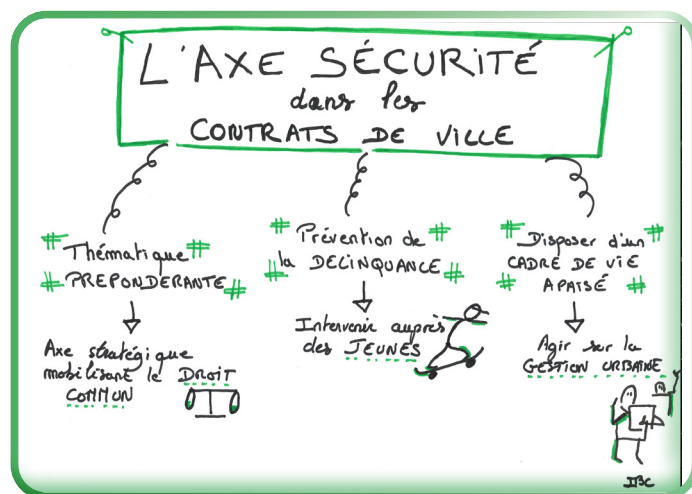 L'AXE SÉCURITÉ
dans les
CONTRATS DE VILLE
Thématique
PREPONDERANTE
Axe stratégique
mobilisant le DROIT
COMMUN
Prévention de
la DELINQUANCE
Intervenir auprès
des JEUNES
Disposer d'un
CADRE DE VIE
APAISÉ
Agir sur la
GESTION URBAINE